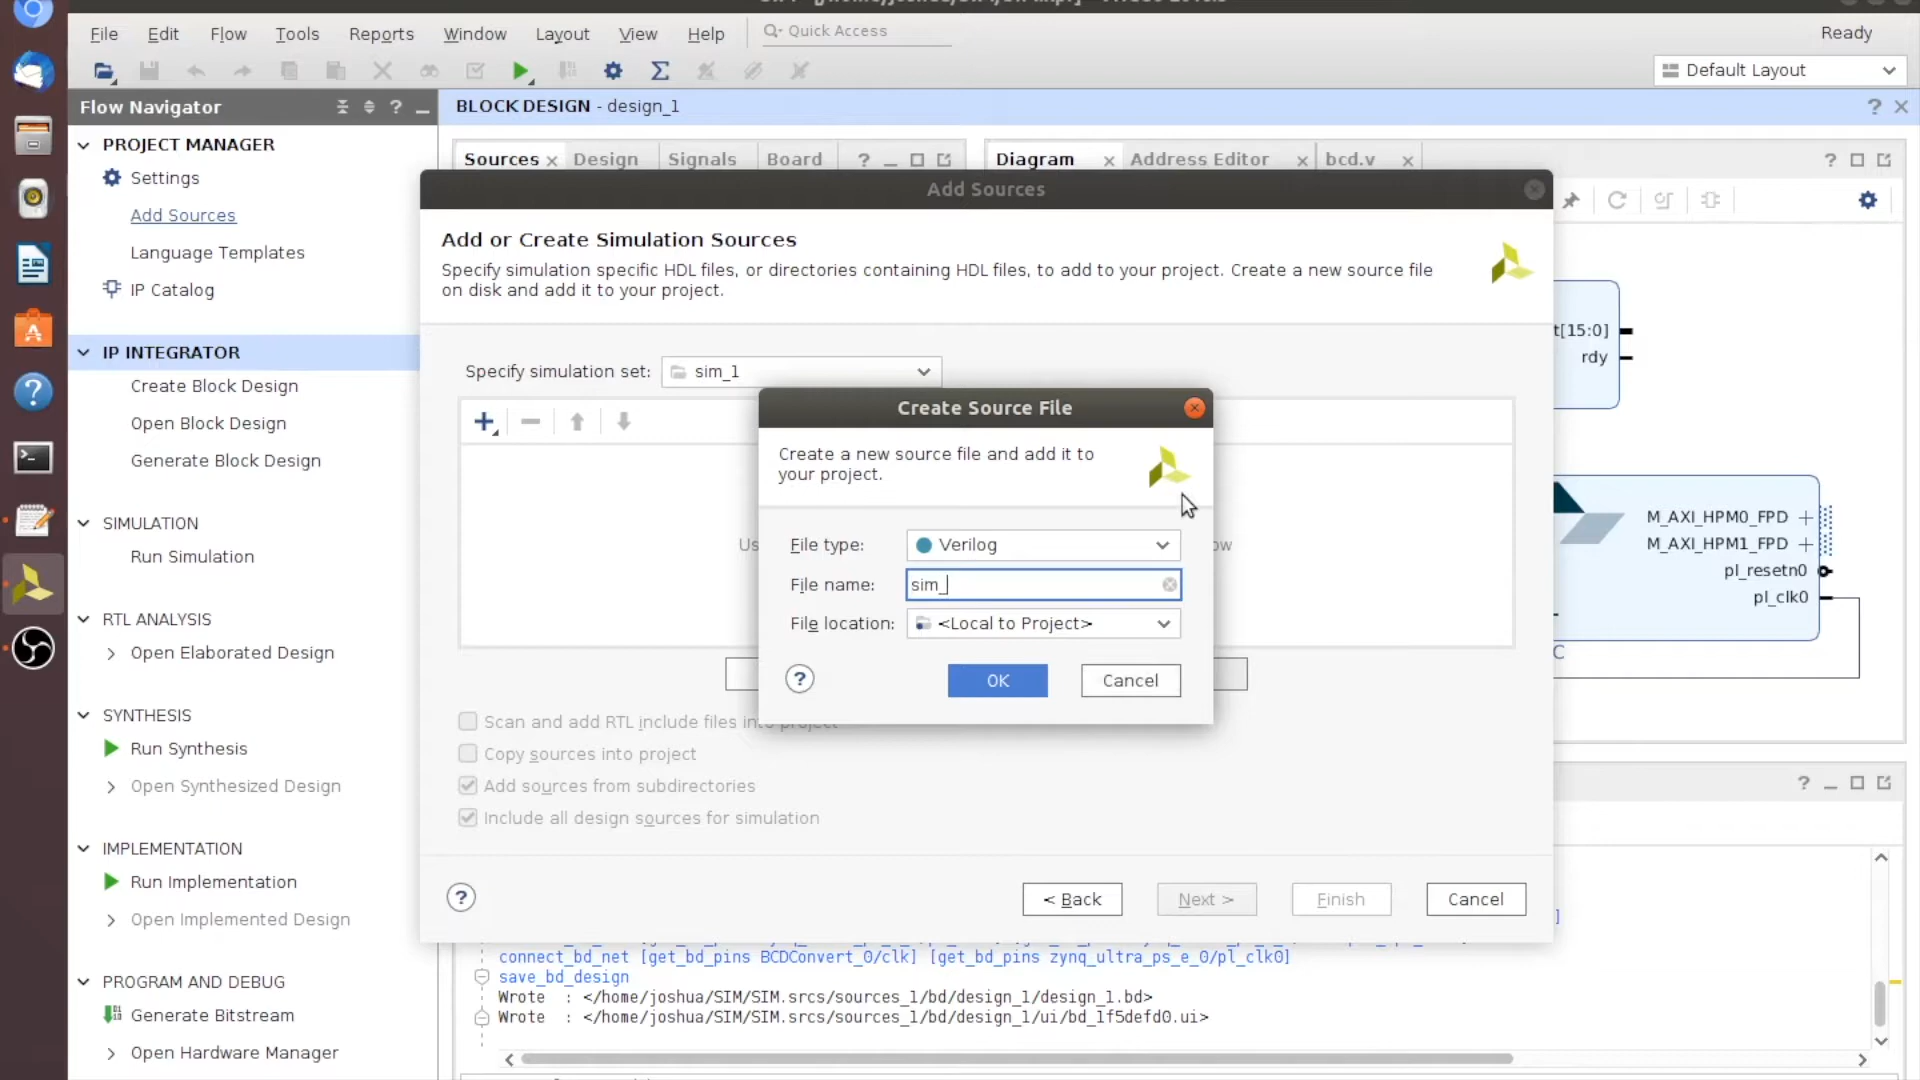 File Edit Flow Tools Reports Window Layout View Help
Quick Access
Ready
Default Layout
Flow Navigator
BLOCK DESIGN - design_1
PROJECT MANAGER
Settings
Add Sources
Language Templates
IP Catalog
IP INTEGRATOR
Create Block Design
Open Block Design
Generate Block Design
SIMULATION
Run Simulation
RTL ANALYSIS
Open Elaborated Design
SYNTHESIS
Run Synthesis
Open Synthesized Design
IMPLEMENTATION
Run Implementation
Open Implemented Design
PROGRAM AND DEBUG
Generate Bitstream
Open Hardware Manager
Sources Design Signals Board
Diagram Address Editor bcd.v
Add Sources
Add or Create Simulation Sources
Specify simulation specific HDL files, or directories containing HDL files, to add to your project. Create a new source file
on disk and add it to your project.
Specify simulation set: sim_1
Create Source File
Create a new source file and add it to
your project.
File type: Verilog
File name: sim_
File location: <Local to Project>
OK Cancel
Scan and add RTL include files into project
Copy sources into project
Add sources from subdirectories
Include all design sources for simulation
< Back Next > Finish Cancel
t[15:0]
rdy
M_AXI_HPM0_FPD
M_AXI_HPM1_FPD
pl_resetn0
pl_clk0
connect_bd_net [get_bd_pins BCDConvert_0/clk] [get_bd_pins zynq_ultra_ps_e_0/pl_clk0]
save_bd_design
Wrote : </home/joshua/SIM/SIM.srcs/sources_1/bd/design_1/design_1.bd>
Wrote : </home/joshua/SIM/SIM.srcs/sources_1/bd/design_1/ui/bd_1f5defd0.ui>